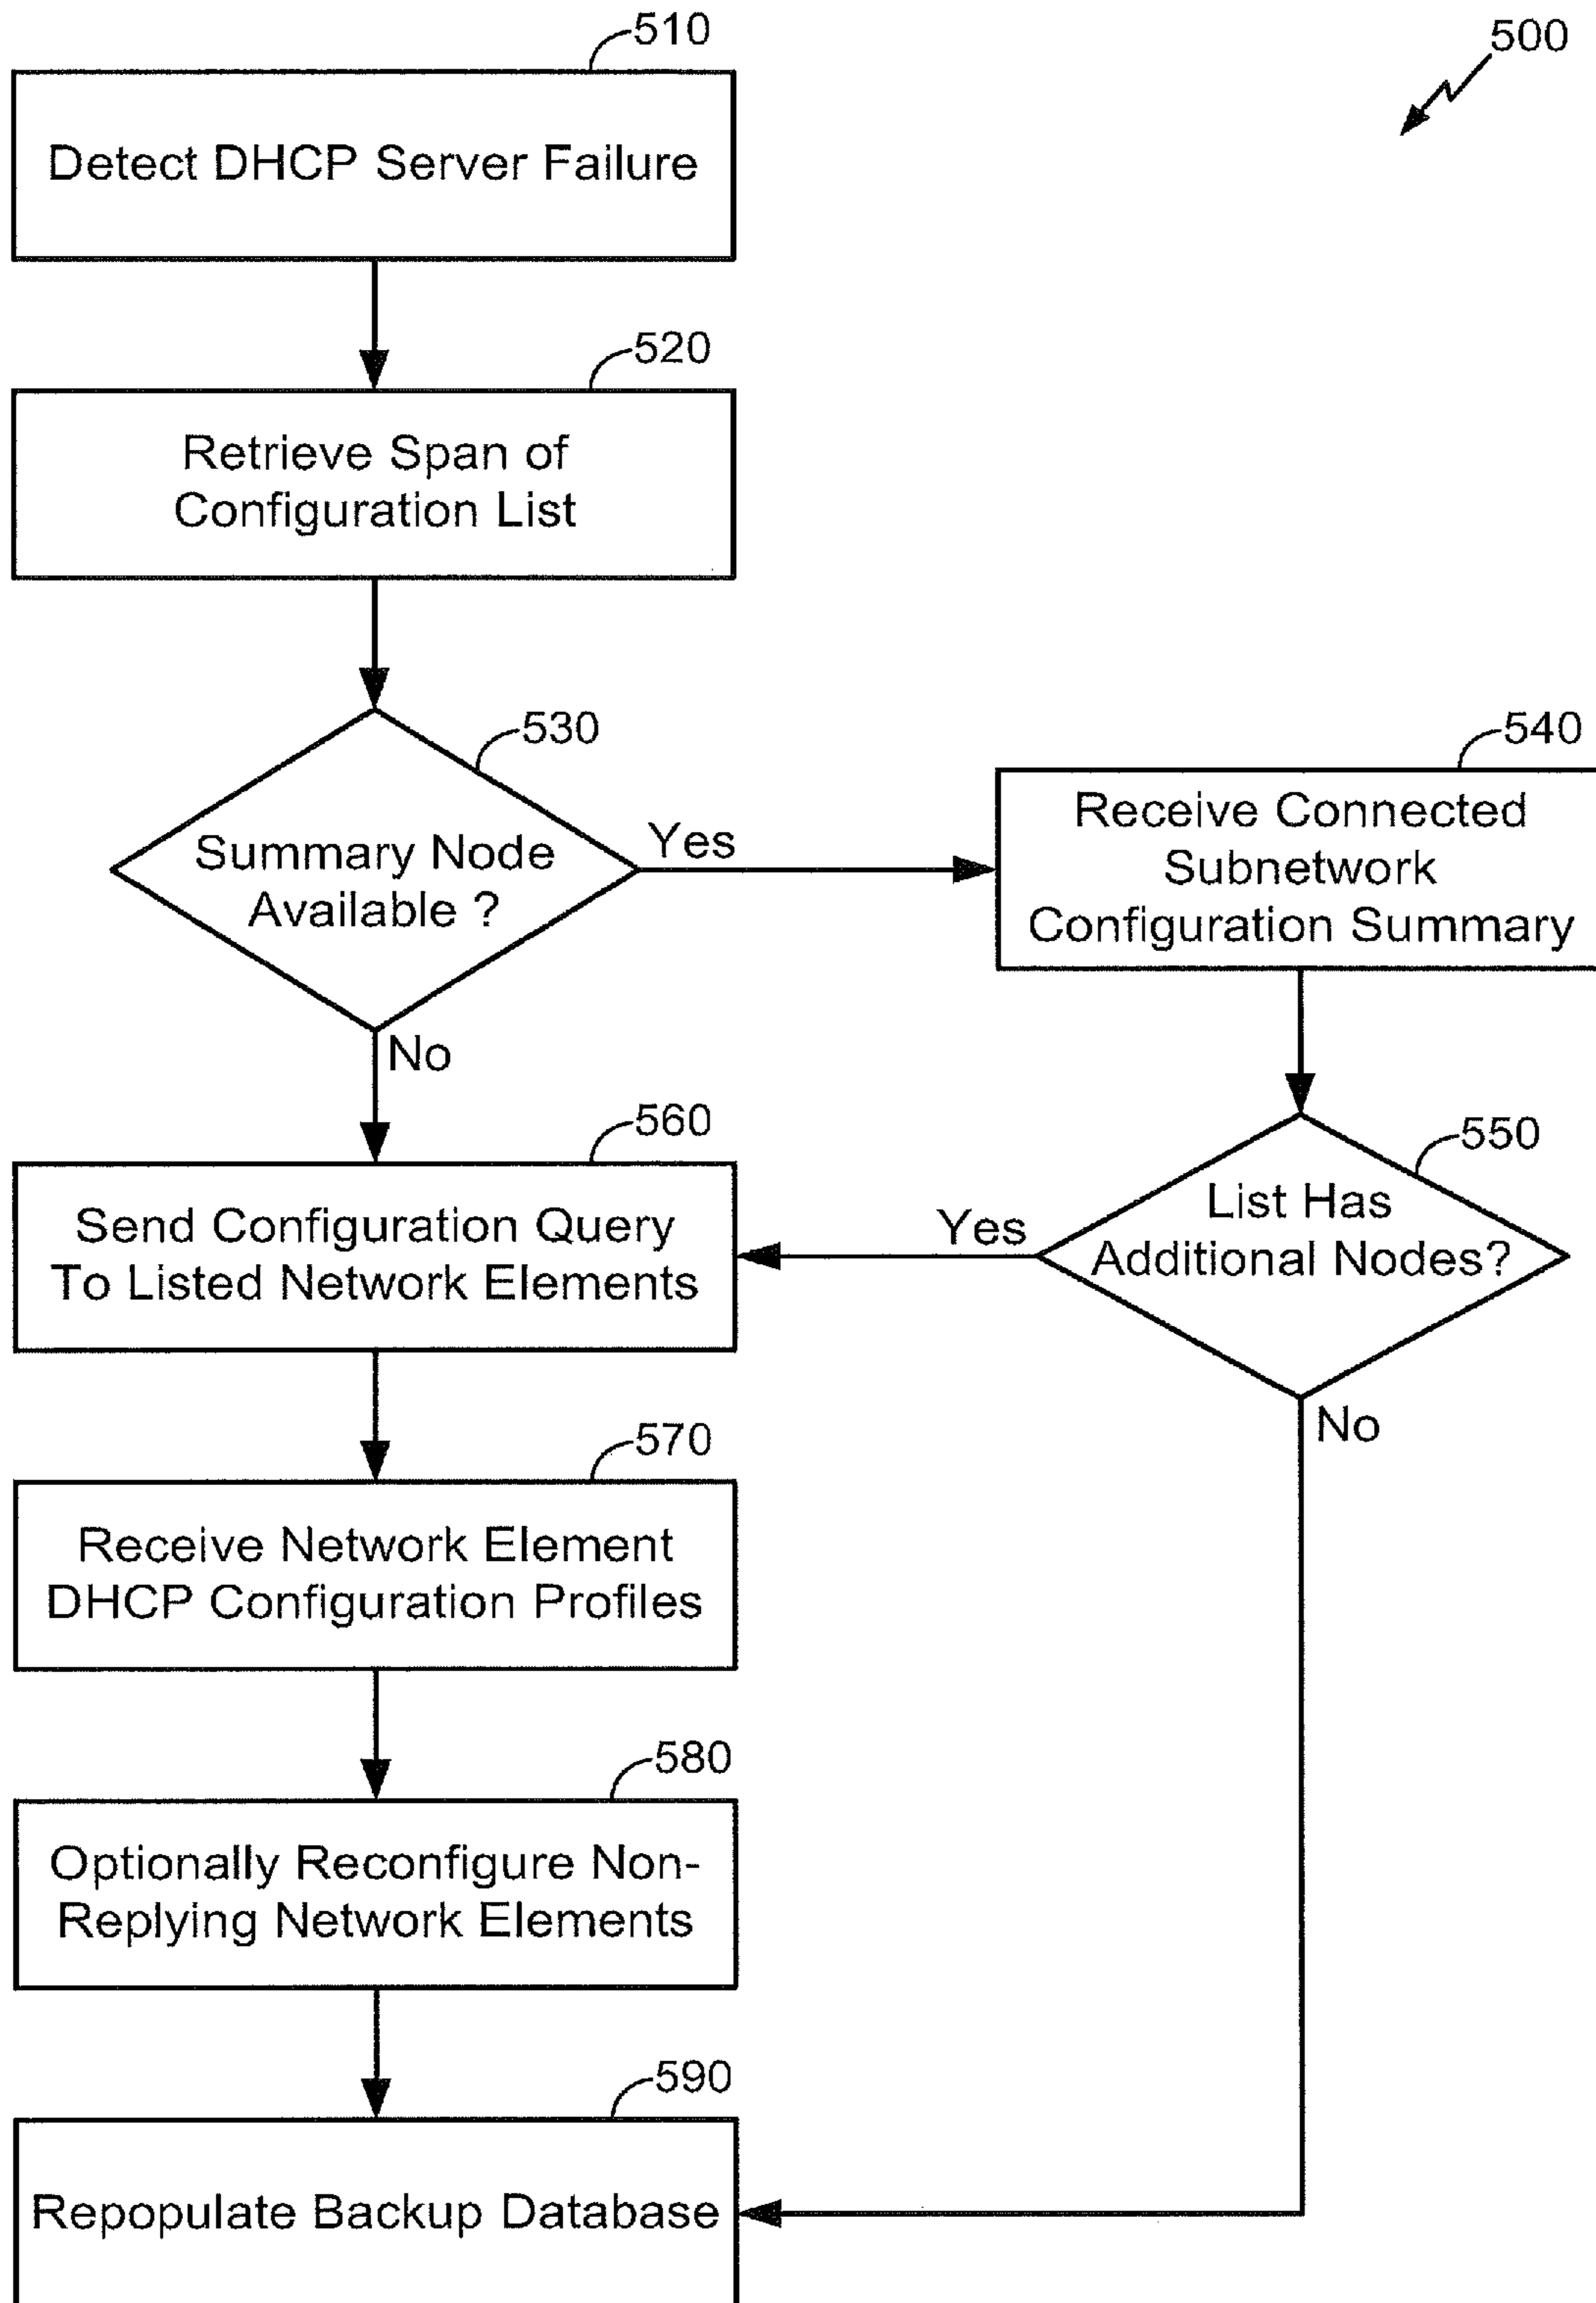 510
500
Detect DHCP Server Failure
520
Retrieve Span of
Configuration List
530
Summary Node
Available ?
Yes
No
540
Receive Connected
Subnetwork
Configuration Summary
550
List Has
Additional Nodes?
Yes
No
560
Send Configuration Query
To Listed Network Elements
570
Receive Network Element
DHCP Configuration Profiles
580
Optionally Reconfigure Non-
Replying Network Elements
590
Repopulate Backup Database